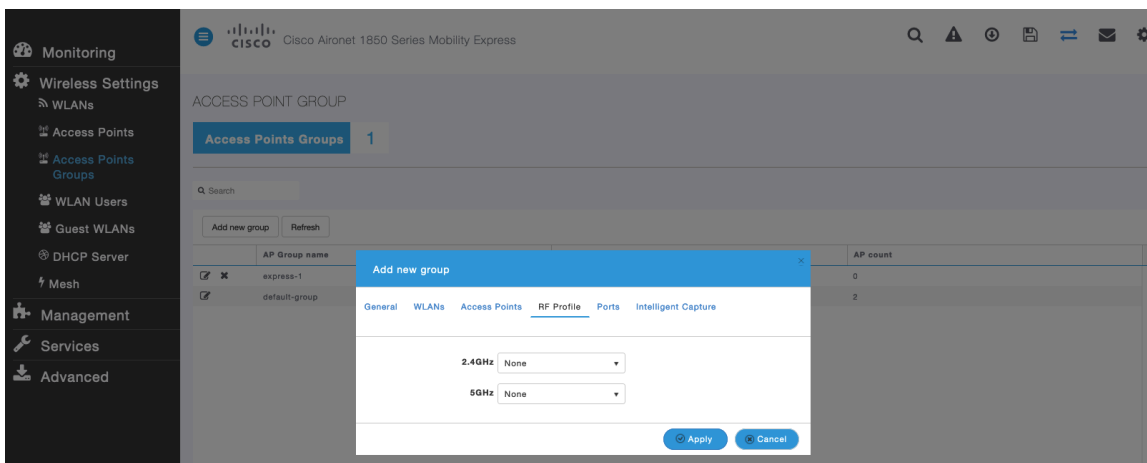 Monitoring
Wireless Settings
WLANs
Access Points
Access Points
Groups
WLAN Users
Guest WLANs
DHCP Server
Mesh
Management
Services
Advanced
CISCO Cisco Aironet 1850 Series Mobility Express
ACCESS POINT GROUP
Access Points Groups 1
Search
Add new group Refresh
AP Group name AP count
express-1 0
default-group 2
Add new group
General WLANs Access Points RF Profile Ports Intelligent Capture
2.4GHz None
5GHz None
Apply Cancel